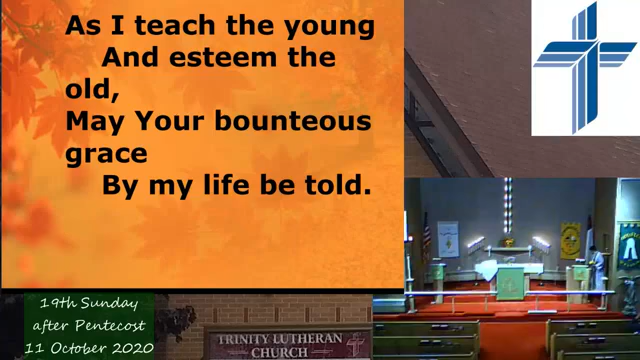 As I teach the young
And esteem the
old,
May Your bounteous
grace
By my life be told.
19th Sunday
after Pentecost
11 October 2020
TRINITY LUTHERAN
CHURCH